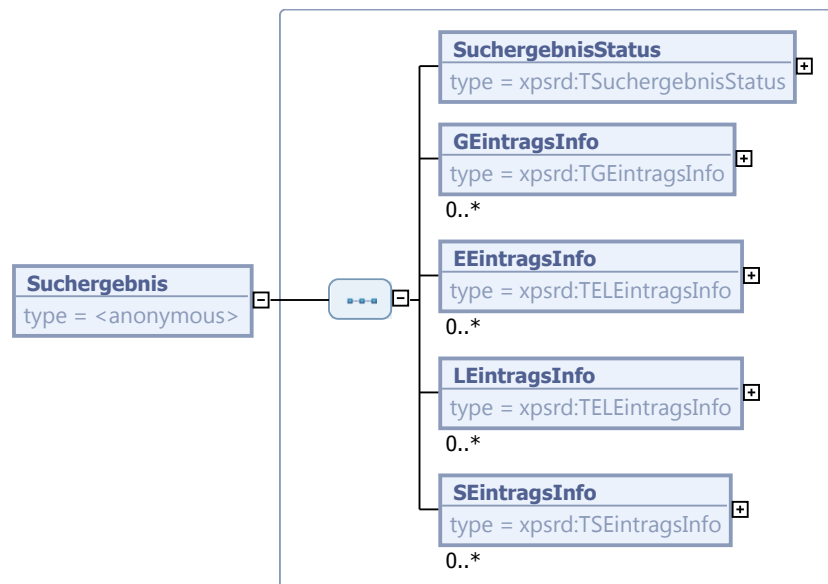 SuchergebnisStatus
type = xpsrd:TSuchergebnisStatus
GEintragsInfo
type = xpsrd:TGEintragsInfo
0..*
EEintragsInfo
type = xpsrd:TELEintragsInfo
0..*
Suchergebnis
type = <anonymous>
LEintragsInfo
type = xpsrd:TELEintragsInfo
0..*
SEintragsInfo
type = xpsrd:TSEintragsInfo
0..*